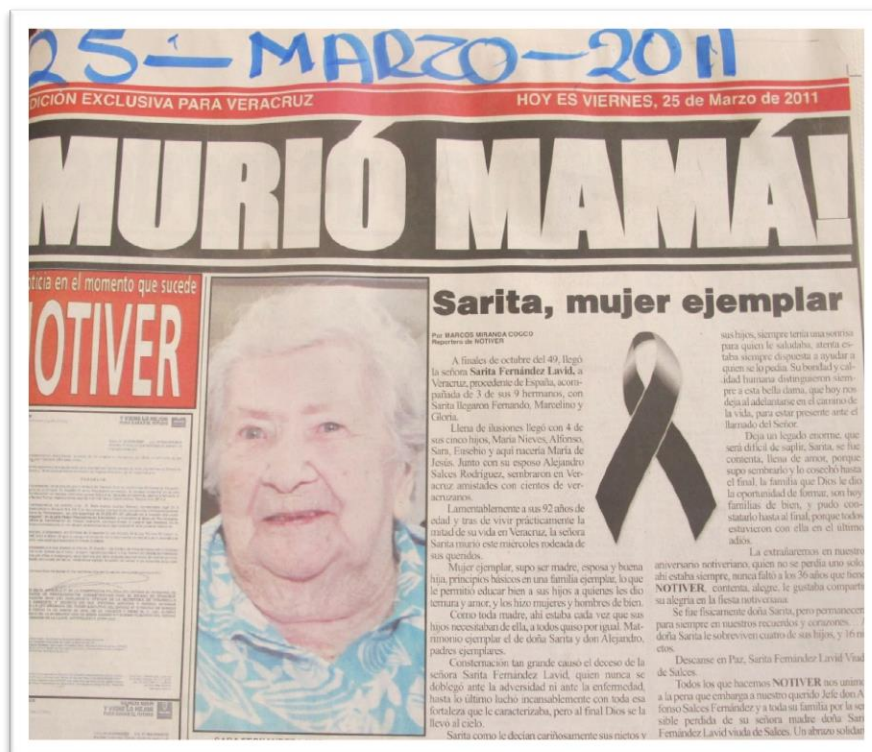 25-MARZO-2011
EDICIÓN EXCLUSIVA PARA VERACRUZ HOY ES VIERNES, 25 de Marzo de 2011
MURIÓ MAMÁ!
noticia en el momento que sucede
NOTIVER
Sarita, mujer ejemplar
Por MARCOS MIRANDA COGCO
Reportero de NOTIVER
A finales de octubre del 49, llegó
la señora Sarita Fernández Lavid, a
Veracruz, procedente de España, acom-
pañada de 3 de sus 9 hermanos, con
Sarita llegaron Fernando, Marcelino y
Gloria.
Llena de ilusiones llegó con 4 de
sus cinco hijos, María Nieves, Alfonso,
Sara, Eusebio y aquí nacería María de
Jesús. Junto con su esposo Alejandro
Salces Rodríguez, sembraron en Ver-
acruz amistades con cientos de ver-
acruzanos.
Lamentablemente a sus 92 años de
edad y tras de vivir prácticamente la
mitad de su vida en Veracruz, la señora
Sarita murió este miércoles rodeada de
sus queridos.
Mujer ejemplar, supo ser madre, esposa y buena
hija, principios básicos en una familia ejemplar, lo que
le permitió educar bien a sus hijos a quienes les dio
ternura y amor, y los hizo mujeres y hombres de bien.
Como toda madre, ahí estaba cada vez que sus
hijos necesitaban de ella, a todos quiso por igual. Mat-
rimonio ejemplar el de doña Sarita y don Alejandro,
padres ejemplares.
Consternación tan grande causó el deceso de la
señora Sarita Fernández Lavid, quien nunca se
doblegó ante la adversidad ni ante la enfermedad,
hasta lo último lucho incansablemente con toda esa
fortaleza que le caracterizaba, pero al final Dios se la
llevó al cielo.
Sarita como le decían cariñosamente sus nietos y
sus hijos, siempre tenía una sonrisa
para quien le saludaba, atenta es-
taba siempre dispuesta a ayudar a
quien se lo pedía. Su bondad y cal-
idad humana distinguieron siem-
pre a esta bella dama, que hoy nos
deja al adelantarse en el camino de
la vida, para estar presente ante el
llamado del Señor.
Deja un legado enorme, que
será difícil de suplir, Sarita, se fue
contenta, llena de amor, porque
supo sembrarlo y lo cosechó hasta
el final, la familia que Dios le dio
la oportunidad de formar, son hoy
familias de bien, y pudo con-
statarlo hasta al final, porque todos
estuvieron con ella en el último
adiós.
La extrañaremos en nuestro
aniversario notiveriano, quien no se perdía uno solo,
ahí estaba siempre, nunca faltó a los 36 años que tiene
NOTIVER, contenta, alegre, le gustaba compartir
su alegría en la fiesta notiveriana.
Se fue físicamente doña Sarita, pero permanecerá
para siempre en nuestros recuerdos y corazones. A
doña Sarita le sobreviven cuatro de sus hijos, y 16 ni
etos.
Descanse en Paz, Sarita Fernández Lavid Viuda
de Salces.
Todos los que hacemos NOTIVER nos unimos
a la pena que embarga a nuestro querido Jefe don A
fonso Salces Fernández y a toda su familia por la sen
sible perdida de su señora madre doña Sari
Fernández Lavid viuda de Salces. Un abrazo solidari